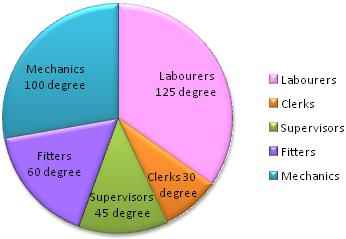 Mechanics
100 degree
Labourers
125 degree
Fitters
60 degree
Supervisors
45 degree
Clerks 30
degree
Labourers
Clerks
Supervisors
Fitters
Mechanics